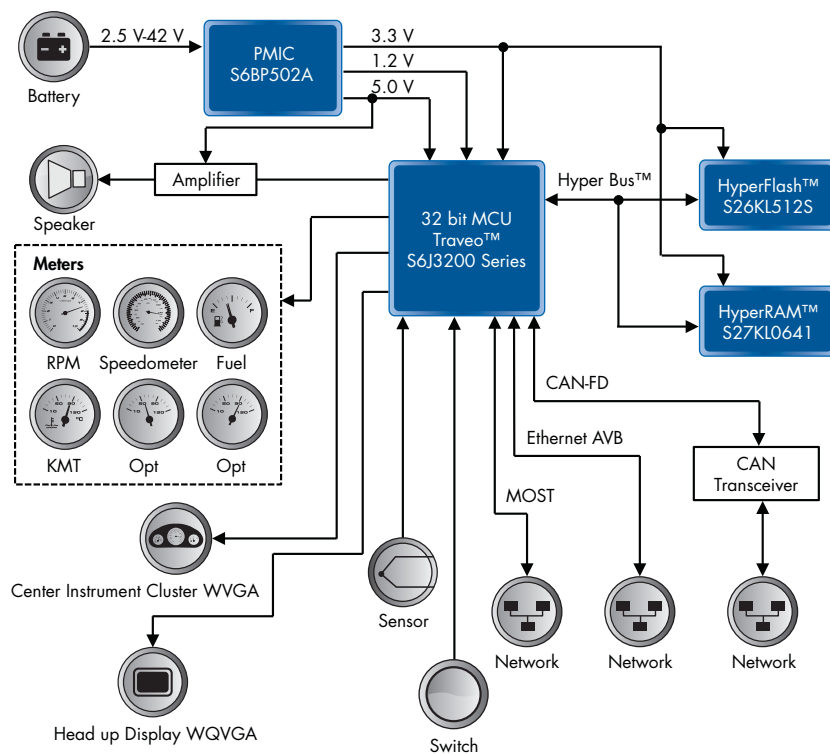 2.5 V-42 V
PMIC
S6BP502A
3.3 V
1.2 V
5.0 V
Battery
Amplifier
Speaker
32 bit MCU
Traveo™
S6J3200 Series
Hyper Bus™
HyperFlash™
S26KL512S
HyperRAM™
S27KL0641
Meters
RPM
Speedometer
Fuel
KMT
Opt
Opt
CAN-FD
Ethernet AVB
MOST
CAN
Transceiver
Center Instrument Cluster WVGA
Sensor
Network
Network
Network
Head up Display WQVGA
Switch